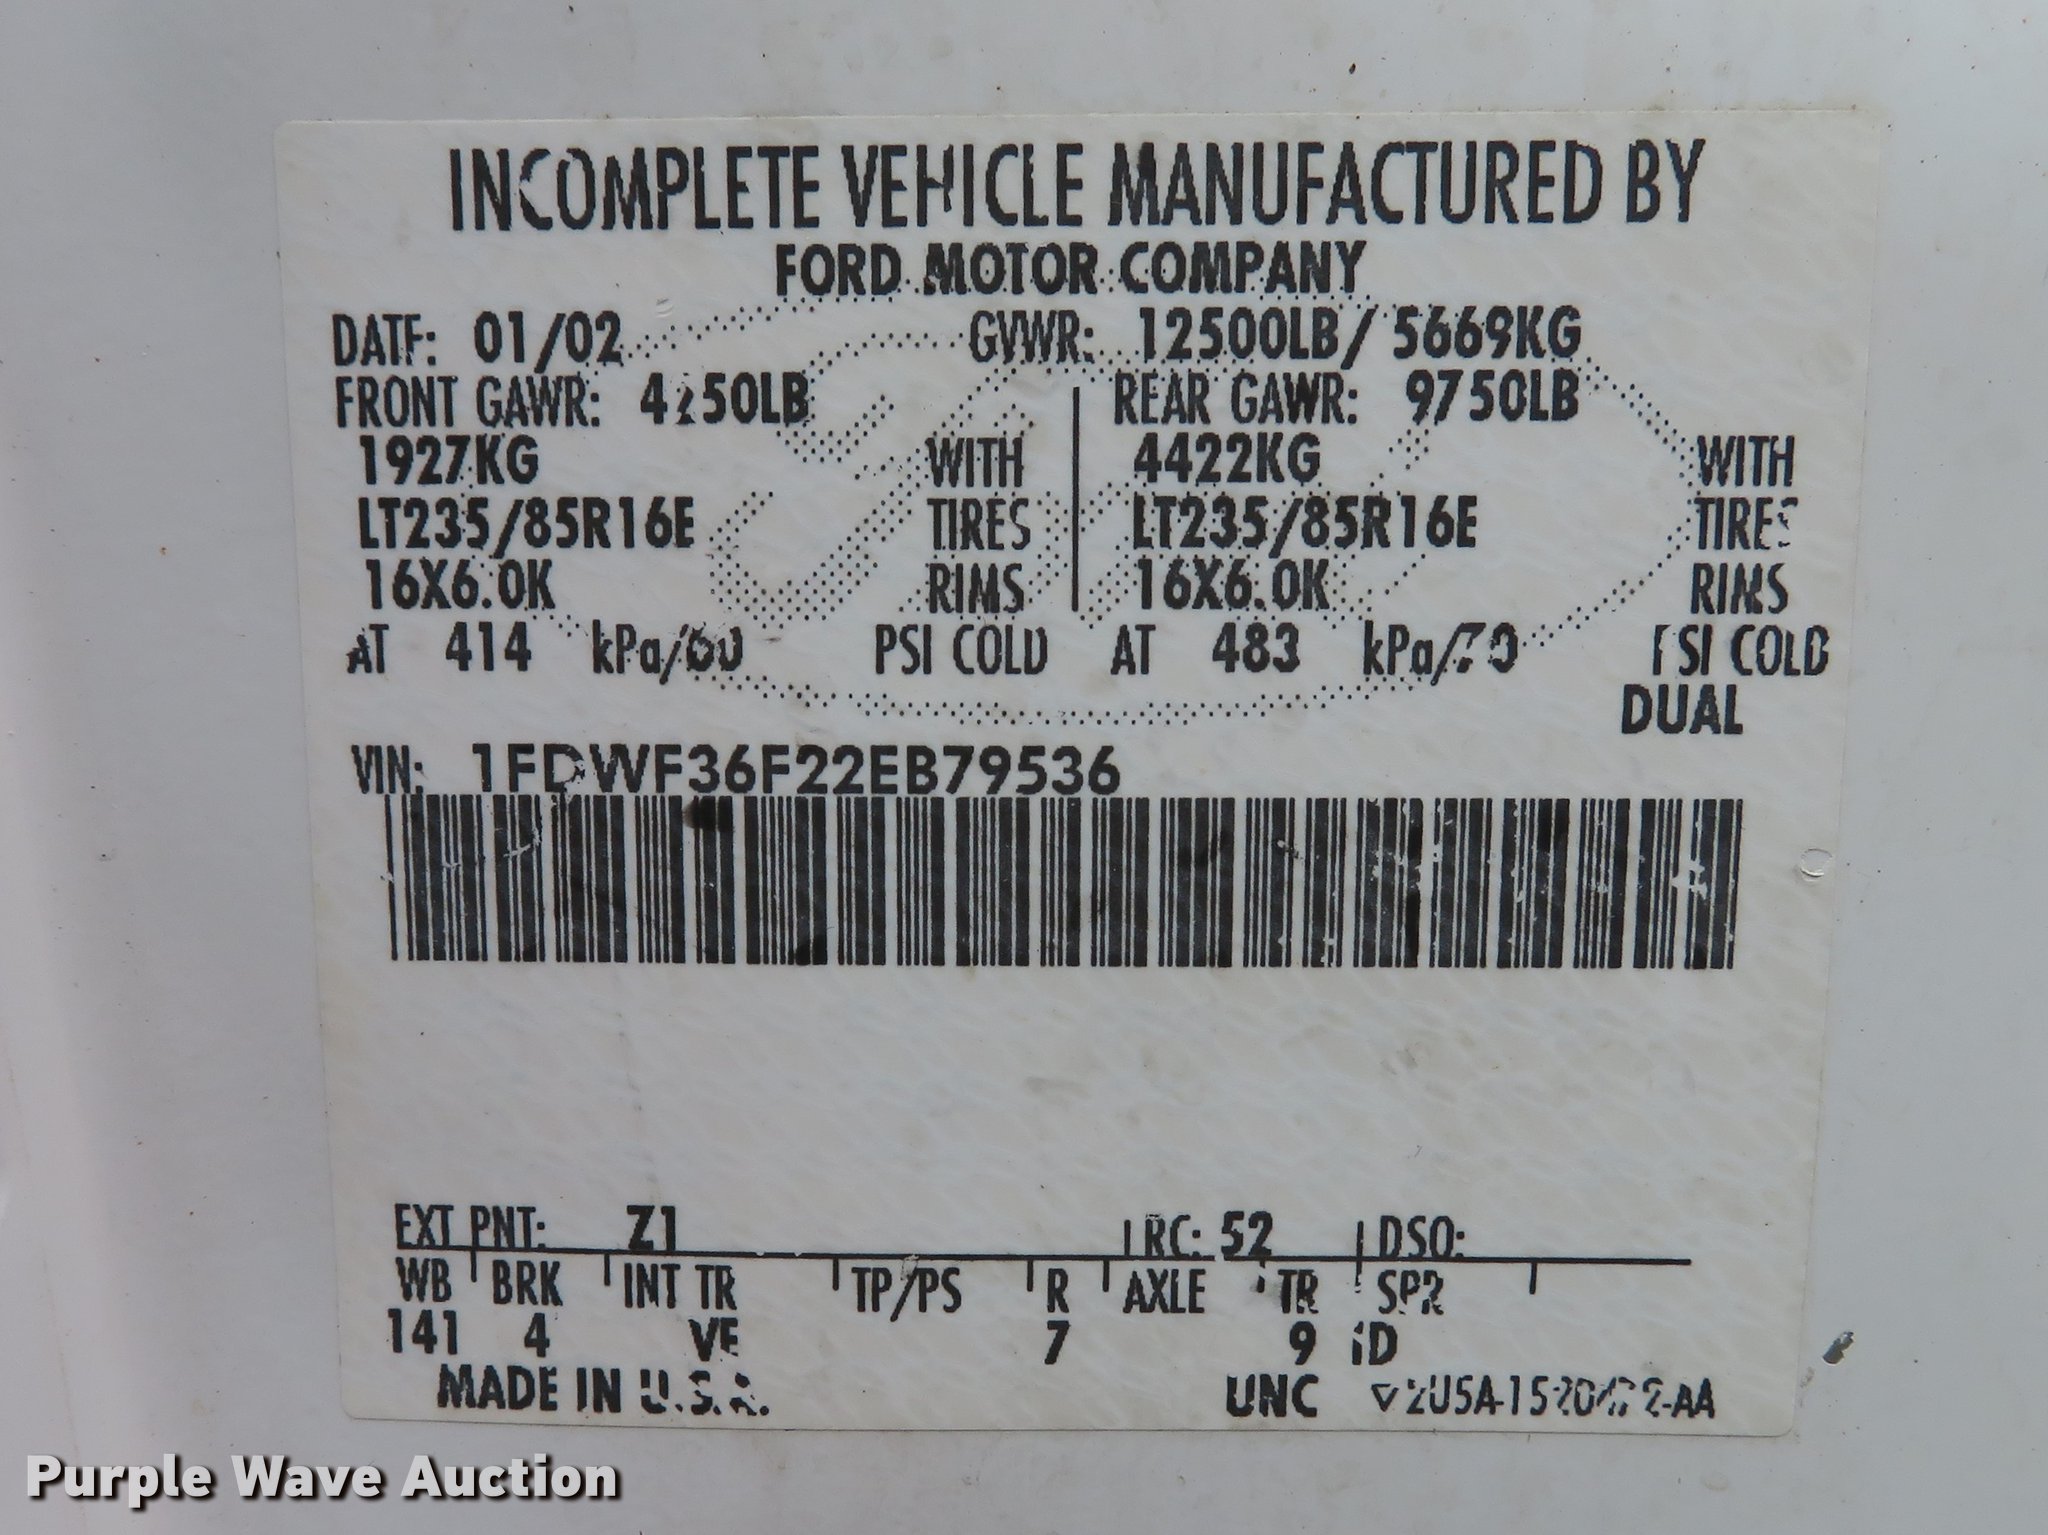 INCOMPLETE VEHICLE MANUFACTURED BY
FORD MOTOR COMPANY
DATE: 01/02 GVWR: 12500LB/ 5669KG
FRONT GAWR: 4250LB REAR GAWR: 9750LB
1927KG WITH 4422KG WITH
LT235/85R16E TIRES LT235/85R16E TIRES
16X6.0K RIMS 16X6.0K RIMS
AT 414 kPa/60 PSI COLD AT 483 kPa/70 PSI COLD
DUAL
VIN: 1FDWF36F22EB79536
EXT PNT: Z1 RC: 52 DSO:
WB BRK INT TR TP/PS R AXLE TR SPR
141 4 VE 7 9 1D
MADE IN U.S.A. UNC
Purple Wave Auction